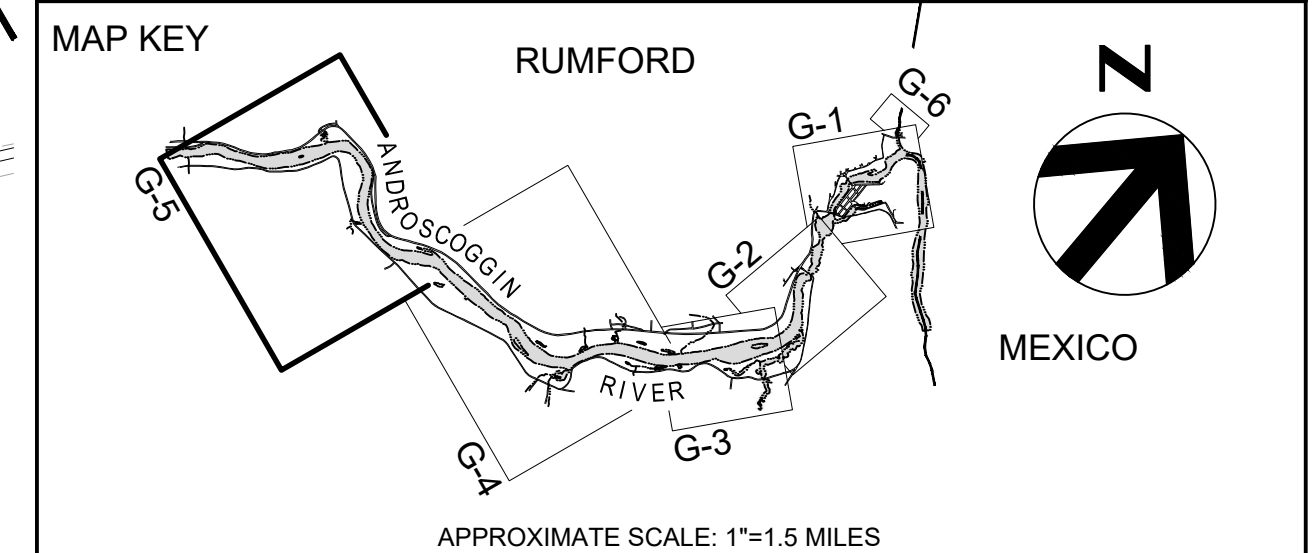 MAP KEY
RUMFORD
N
G-6
G-1
G-5
ANDROSCOGGIN
G-2
MEXICO
RIVER
G-3
G-4
APPROXIMATE SCALE: 1"=1.5 MILES